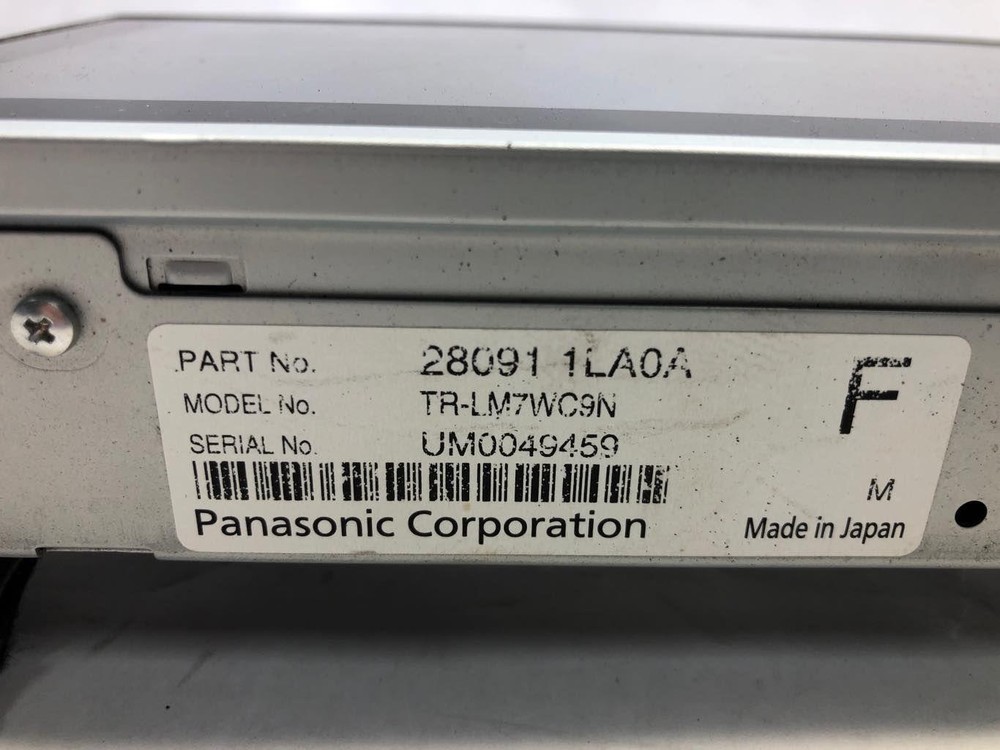 PART No. 28091 1LA0A
F
MODEL No. TR-LM7WC9N
SERIAL No. UM0049459
M
Panasonic Corporation
Made in Japan